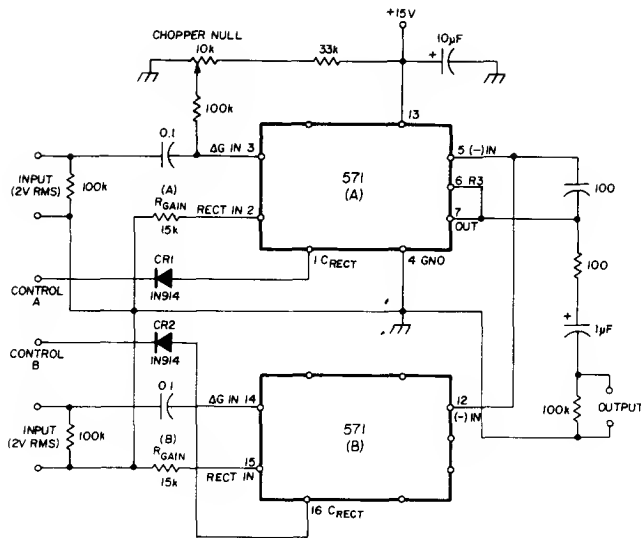 +15V
CHOPPER NULL
10k
33k
10µF
+
100k
13
0.1
ΔG IN 3
5 (-)IN
INPUT
(2V RMS)
100k
571
(A)
6 R3
7
OUT
100
(A)
RGAIN
15k
RECT IN 2
1 CRECT
4 GNO
100
CR1
1N914
CONTROL
A
CR2
1N914
CONTROL
B
+
1µF
0.1
ΔG IN 14
12
(-) IN
100k
OUTPUT
INPUT
(2V RMS)
100k
571
(B)
(B)
RGAIN
15k
15
RECT IN
16 CRECT